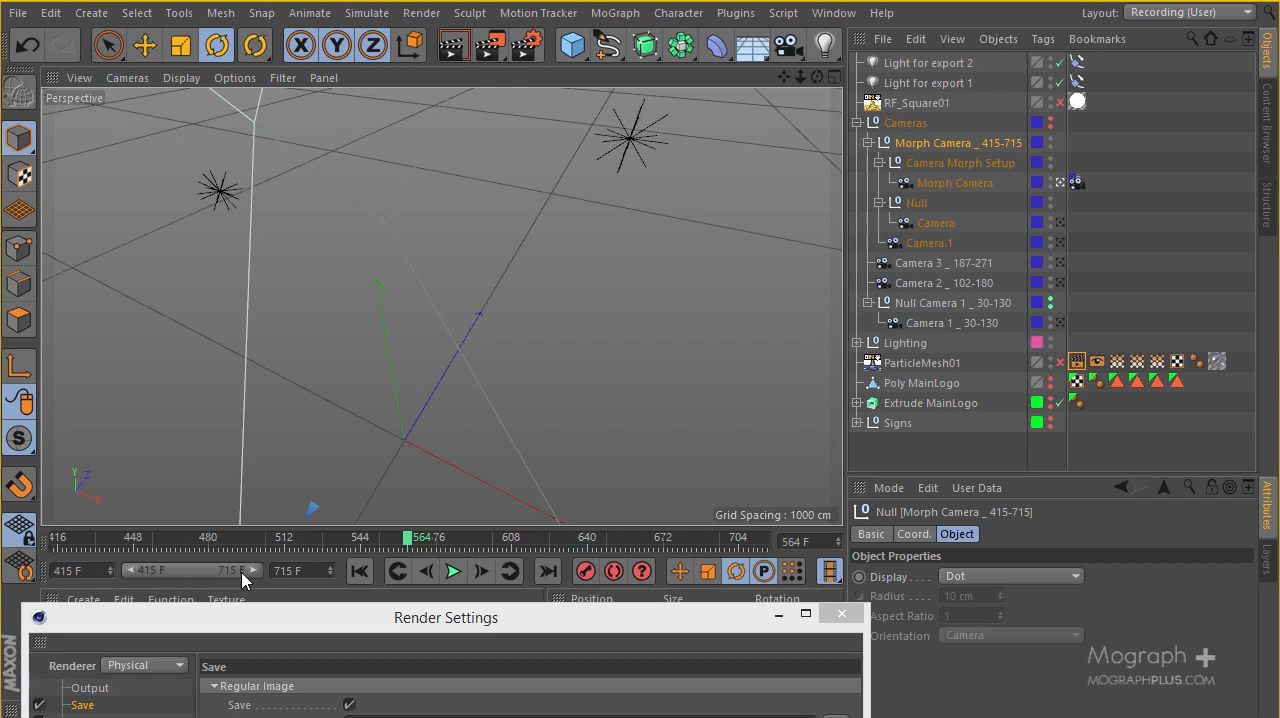 File Edit Create Select Tools Mesh Snap Animate Simulate Render Sculpt Motion Tracker MoGraph Character Plugins Script Window Help Layout: Recording (User)
X Y Z
File Edit View Objects Tags Bookmarks
View Cameras Display Options Filter Panel
Perspective
Light for export 2
Light for export 1
RF_Square01
Cameras
Morph Camera _ 415-715
Camera Morph Setup
Morph Camera
Null
Camera
Camera.1
Camera 3 _ 187-271
Camera 2 _ 102-180
Null Camera 1 _ 30-130
Camera 1 _ 30-130
Lighting
ParticleMesh01
Poly MainLogo
Extrude MainLogo
Signs
Objects
Content Browser
Structure
Y Z X
Grid Spacing : 1000 cm
416 448 480 512 544 564 76 608 640 672 704 564 F
415 F 415 F 715 F 715 F
Create Edit Function Texture Position Size Rotation
Render Settings
Renderer Physical Save
Output Regular Image
Save Save
Mode Edit User Data
Null [Morph Camera _ 415-715]
Basic Coord. Object
Object Properties
Display Dot
Radius 10 cm
Aspect Ratio 1
Orientation Camera
Attributes
Layers
MAXON
Mograph +
MOGRAPHPLUS.COM